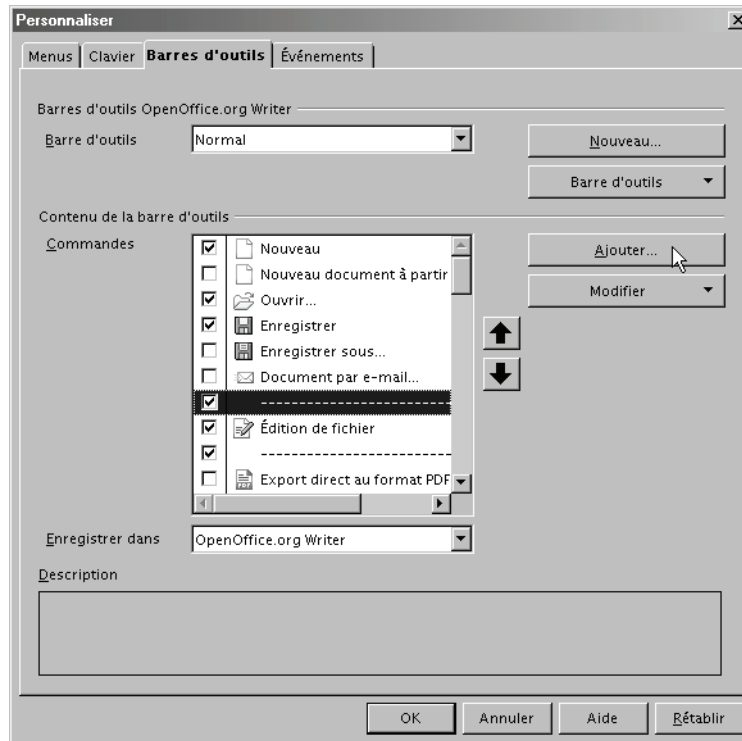 Personnaliser
Menus Clavier Barres d'outils Événements
Barres d'outils OpenOffice.org Writer
Barre d'outils Normal Nouveau...
Barre d'outils
Contenu de la barre d'outils
Commandes Nouveau Ajouter...
Nouveau document à partir
Ouvrir... Modifier
Enregistrer
Enregistrer sous...
Document par e-mail...
--------------------------
Édition de fichier
--------------------------
Export direct au format PDF
Enregistrer dans OpenOffice.org Writer
Description
OK Annuler Aide Rétablir